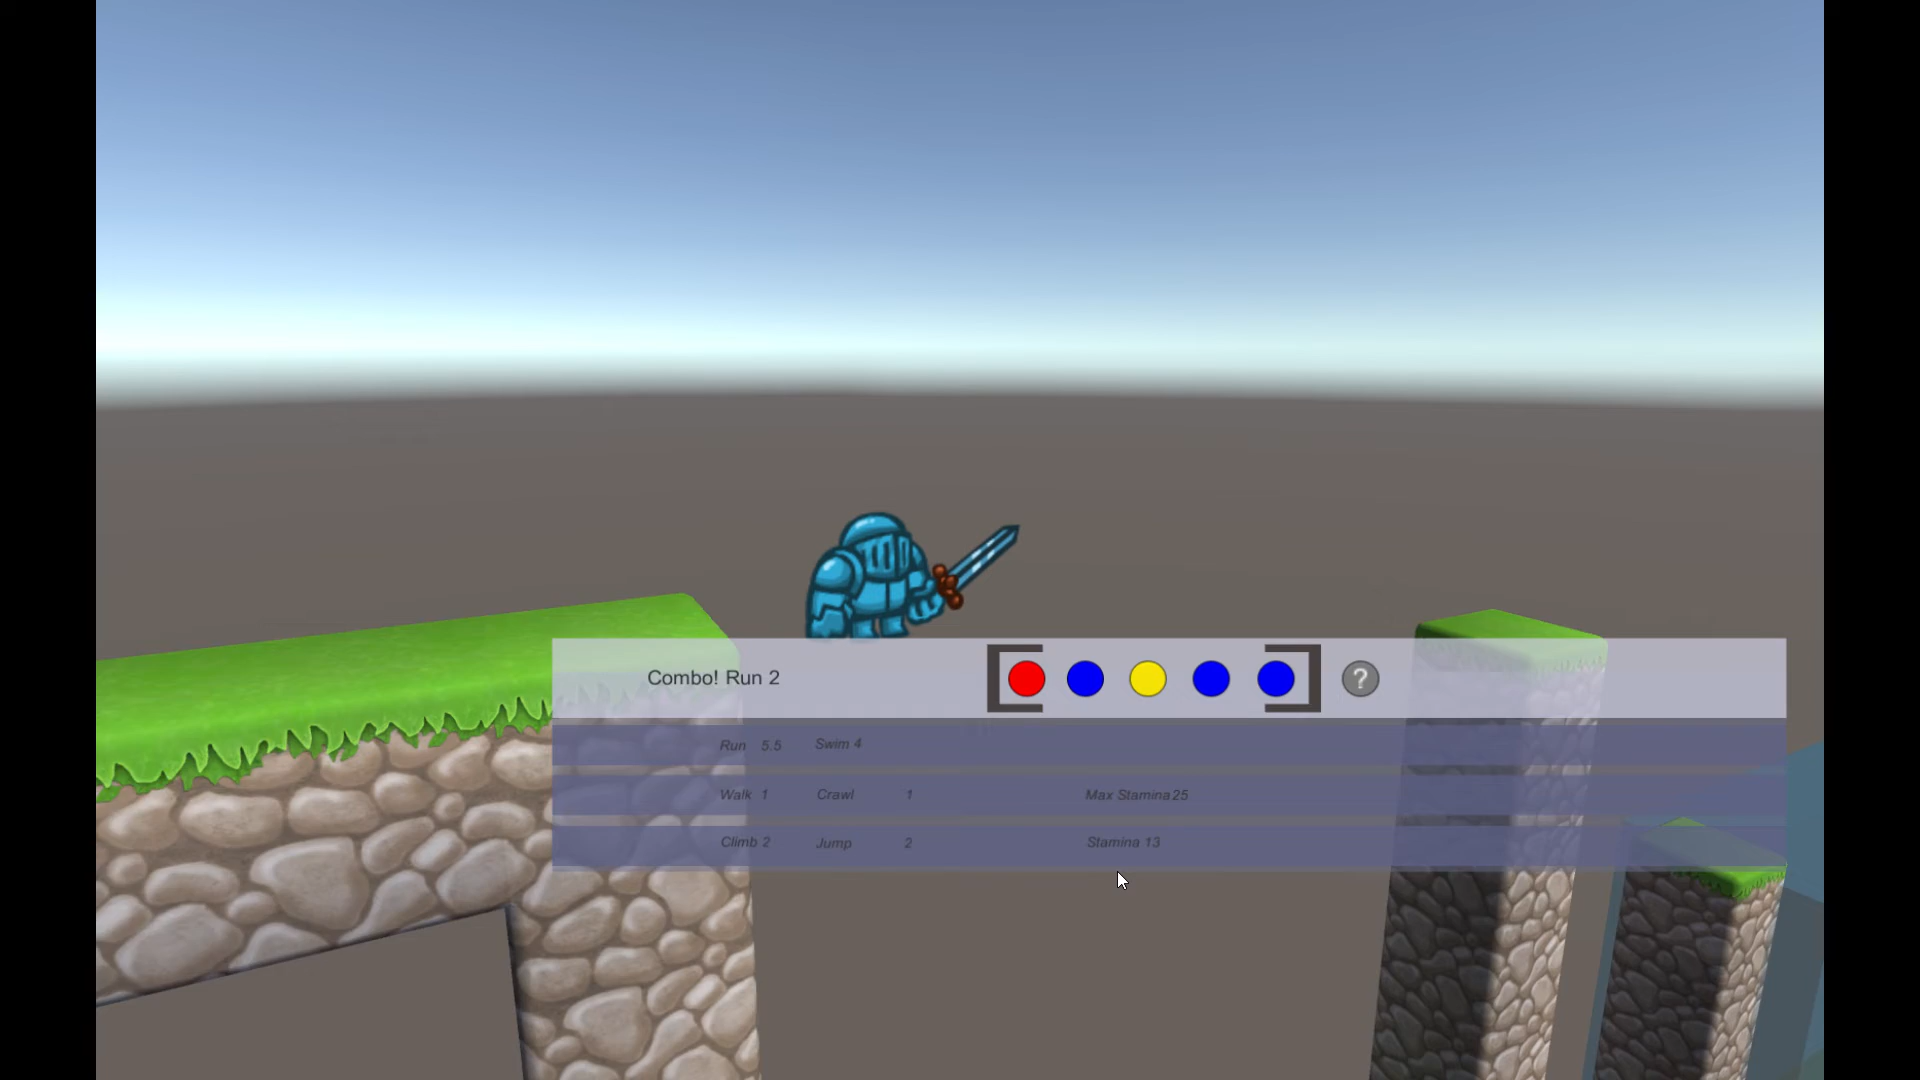 Combo! Run 2 ?
Run 5.5 Swim 4
Walk 1 Crawl 1 Max Stamina 25
Climb 2 Jump 2 Stamina 13